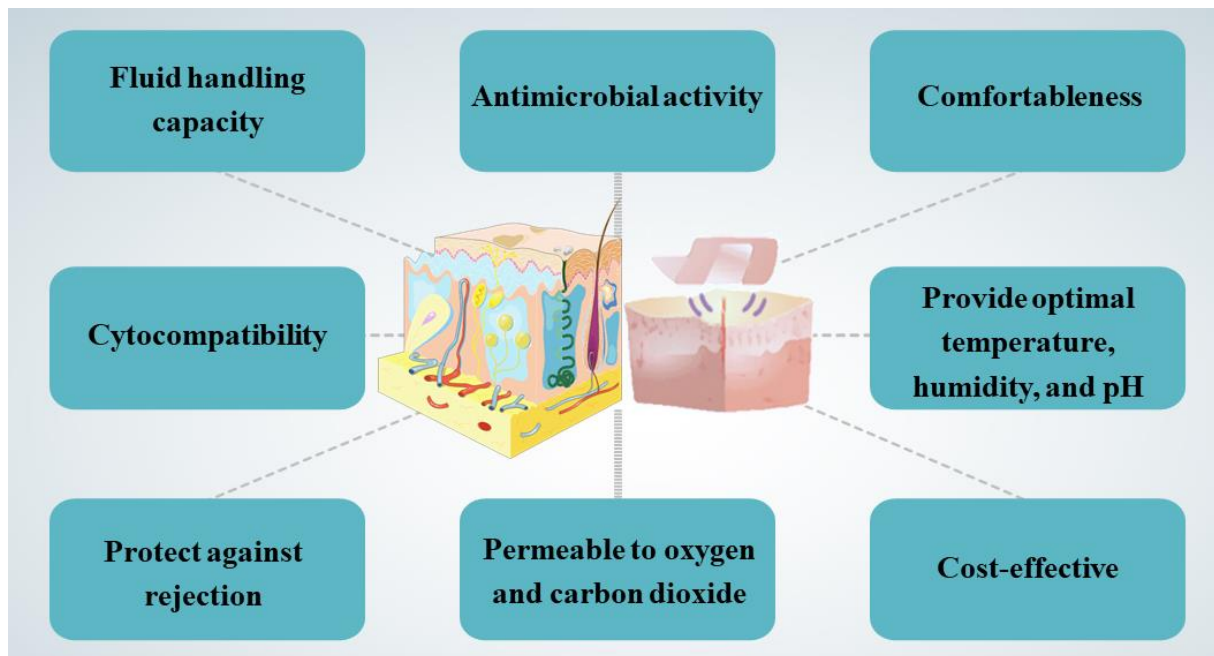 Fluid handling
capacity
Antimicrobial activity
Comfortableness
Cytocompatibility
Provide optimal
temperature,
humidity, and pH
Protect against
rejection
Permeable to oxygen
and carbon dioxide
Cost-effective